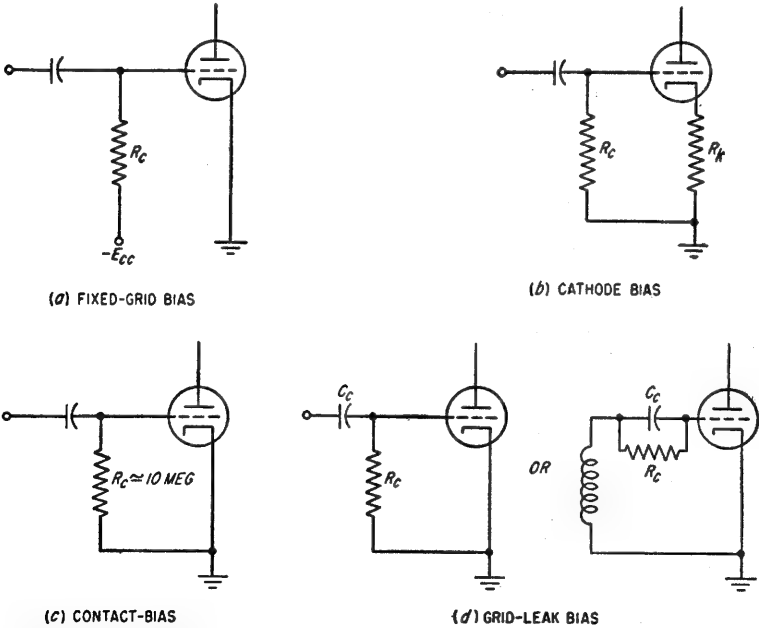 Rc
-Ecc
(a) FIXED-GRID BIAS
Rc
Rk
(b) CATHODE BIAS
Rc≃10 MEG
(c) CONTACT-BIAS
Cc
Rc
OR
Cc
Rc
(d) GRID-LEAK BIAS